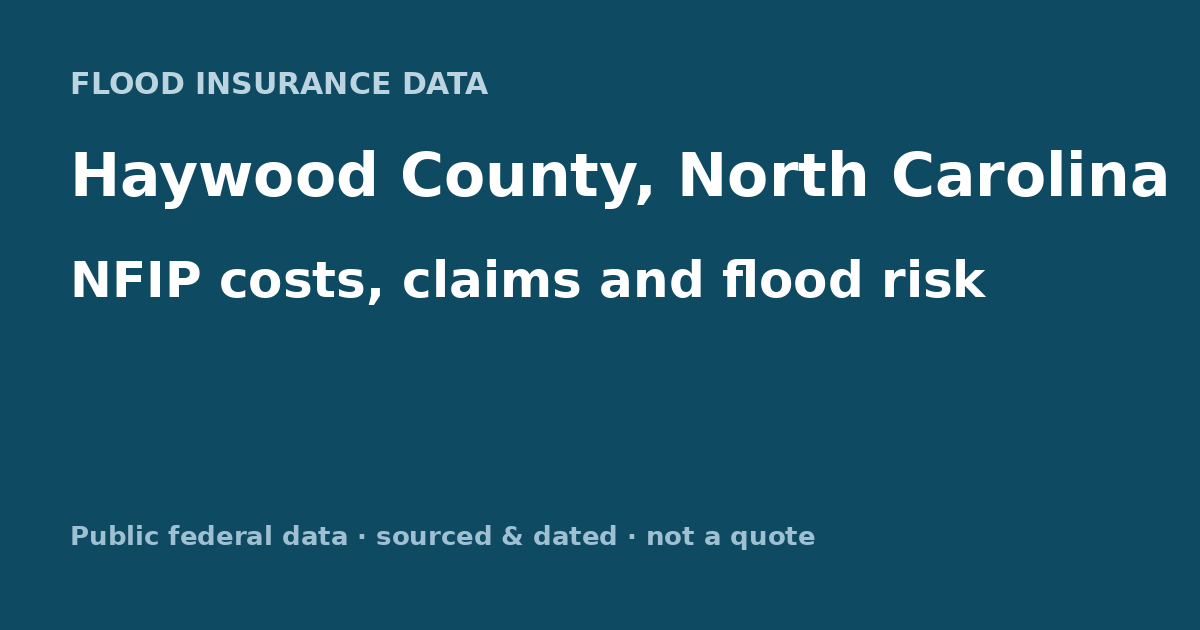 FLOOD INSURANCE DATA
Haywood County, North Carolina
NFIP costs, claims and flood risk
Public federal data · sourced & dated · not a quote